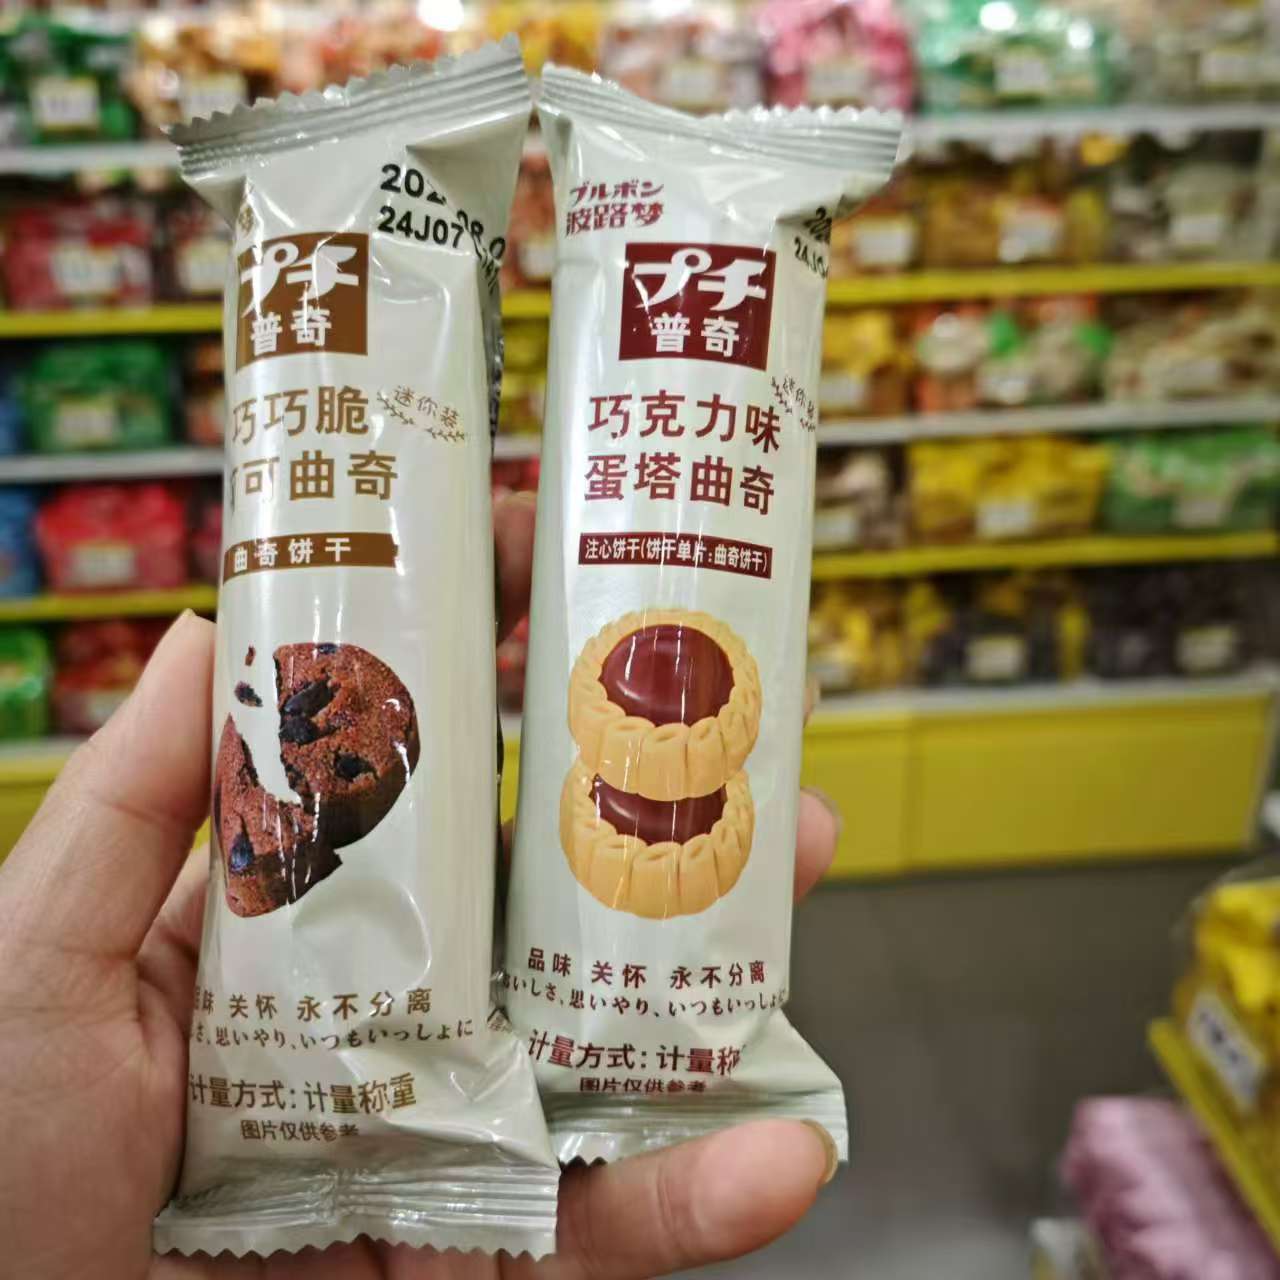 24J07
プチ
普奇
巧巧脆
可曲奇
迷你装
曲奇饼干
味 关怀 永不分离
さ、思いやり、いつもいっしょに
计量方式:计量称重
图片仅供参考
ブルボン
波路梦
プチ
普奇
巧克力味
蛋塔曲奇
迷你装
注心饼干(饼干单片:曲奇饼干)
品味 关怀 永不分离
おいしさ、思いやり、いつもいっしょに
计量方式:计量称
图片仅供参考